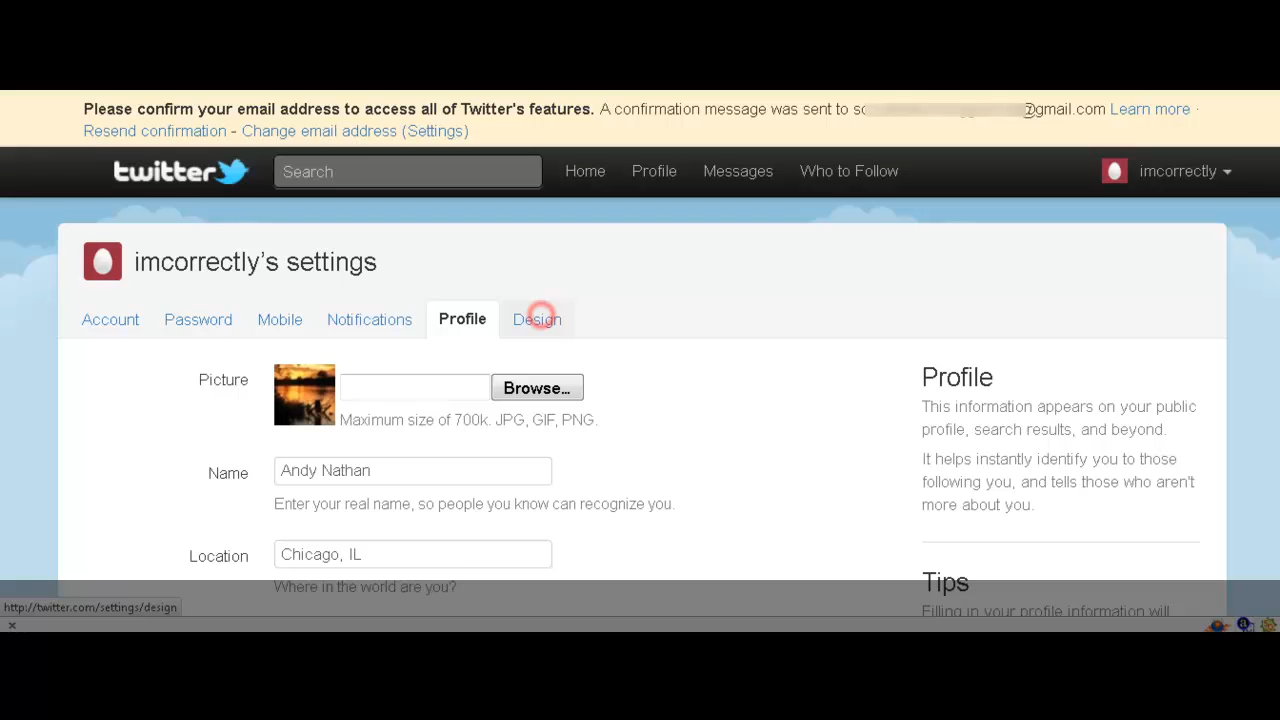 Please confirm your email address to access all of Twitter's features. A confirmation message was sent to so @gmail.com Learn more ·
Resend confirmation - Change email address (Settings)
twitter Search Home Profile Messages Who to Follow imcorrectly
imcorrectly's settings
Account Password Mobile Notifications Profile Design
Picture Browse...
Maximum size of 700k. JPG, GIF, PNG.
Name Andy Nathan
Enter your real name, so people you know can recognize you.
Location Chicago, IL
Where in the world are you?
Profile
This information appears on your public
profile, search results, and beyond.
It helps instantly identify you to those
following you, and tells those who aren't
more about you.
Tips
Filling in your profile information will
http://twitter.com/settings/design